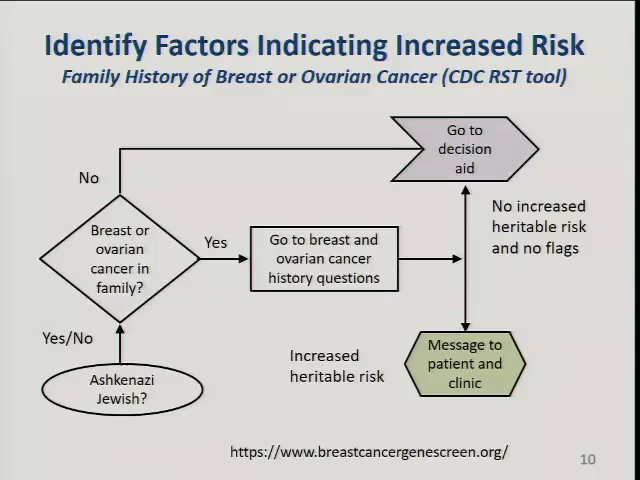 Identify Factors Indicating Increased Risk
Family History of Breast or Ovarian Cancer (CDC RST tool)
Go to
decision
aid
No
No increased
heritable risk
and no flags
Breast or
ovarian
cancer in
family?
Yes
Go to breast and
ovarian cancer
history questions
Yes/No
Message to
patient and
clinic
Increased
heritable risk
Ashkenazi
Jewish?
https://www.breastcancergenescreen.org/
10